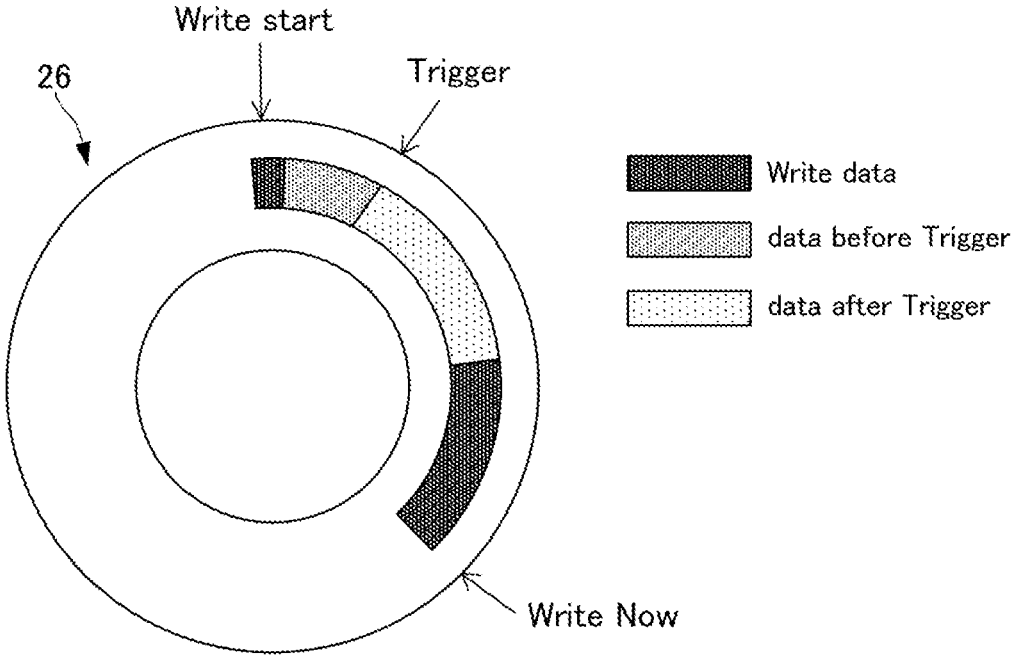 Write start
Trigger
26
Write data
data before Trigger
data after Trigger
Write Now